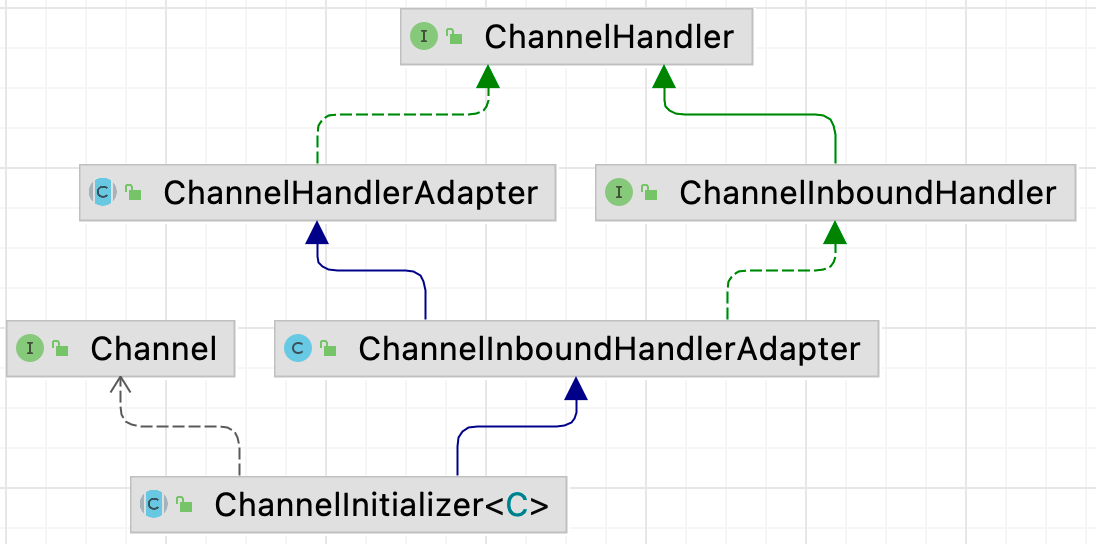 I ChannelHandler
C ChannelHandlerAdapter
I ChannelInboundHandler
I Channel
C ChannelInboundHandlerAdapter
C ChannelInitializer<C>